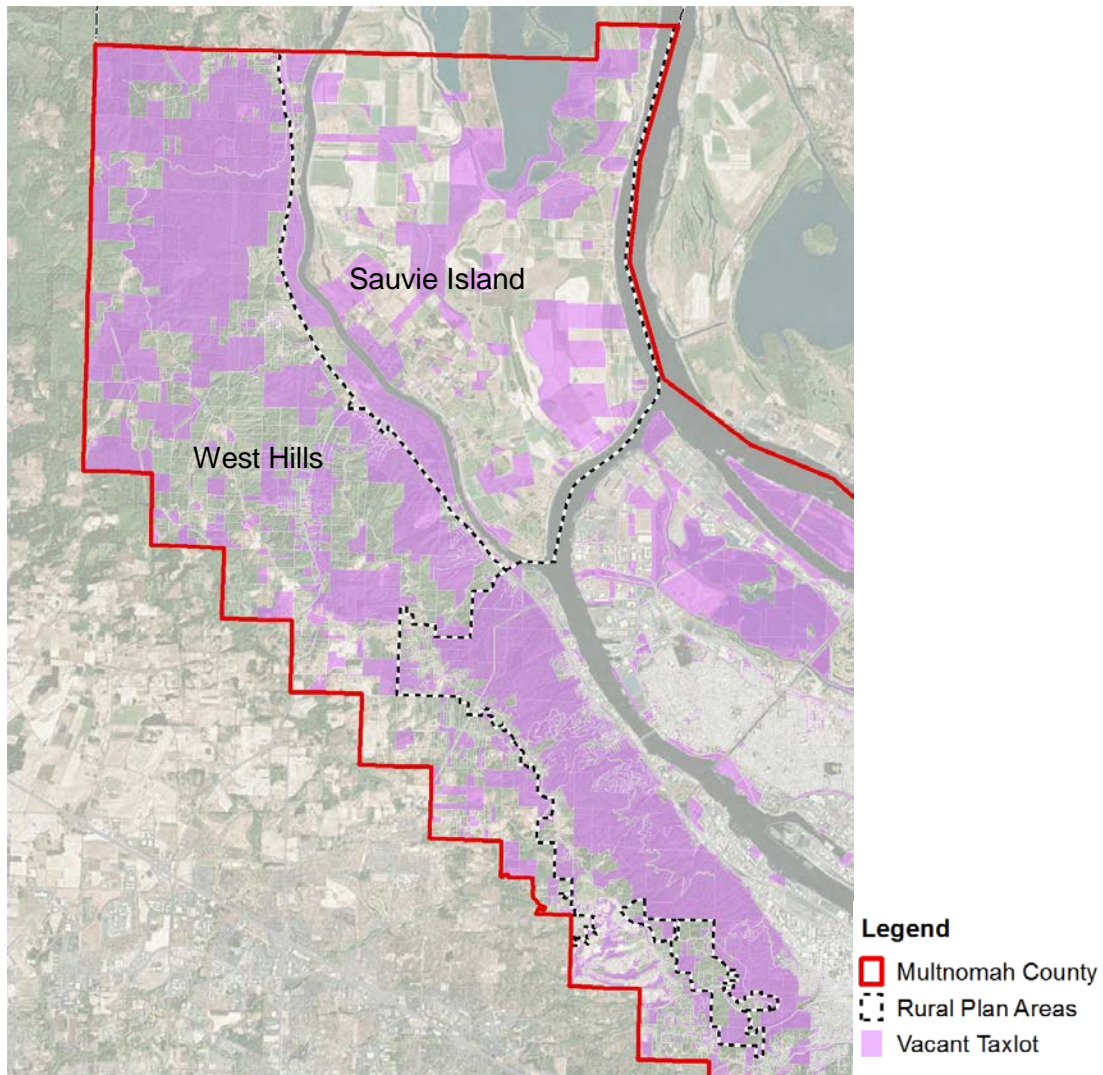 Sauvie Island
West Hills
Legend
Multnomah County
Rural Plan Areas
Vacant Taxlot